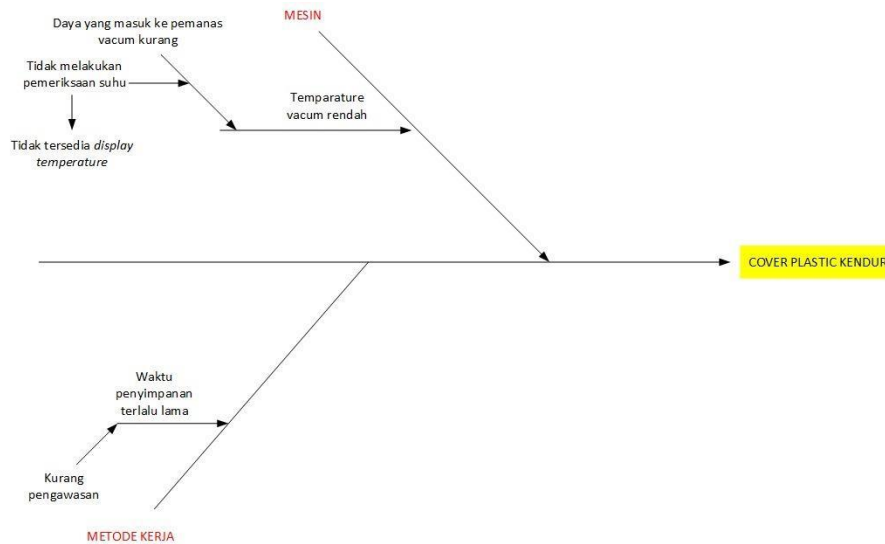 Daya yang masuk ke pemanas
vacum kurang
MESIN
Tidak melakukan
pemeriksaan suhu
Temparature
vacum rendah
Tidak tersedia display
temperature
COVER PLASTIC KENDUR
Waktu
penyimpanan
terlalu lama
Kurang
pengawasan
METODE KERJA